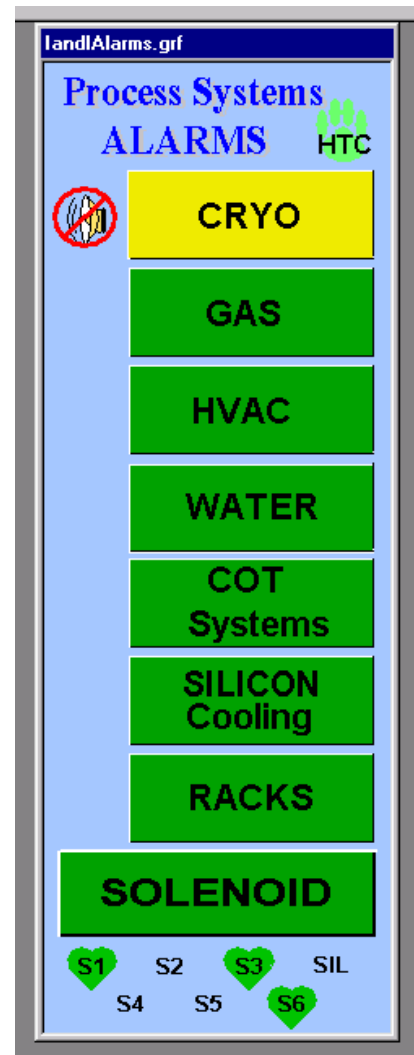 IandIAlarms.grf
Process Systems
ALARMS
HTC
CRYO
GAS
HVAC
WATER
COT
Systems
SILICON
Cooling
RACKS
SOLENOID
S1 S2 S3 SIL
S4 S5 S6